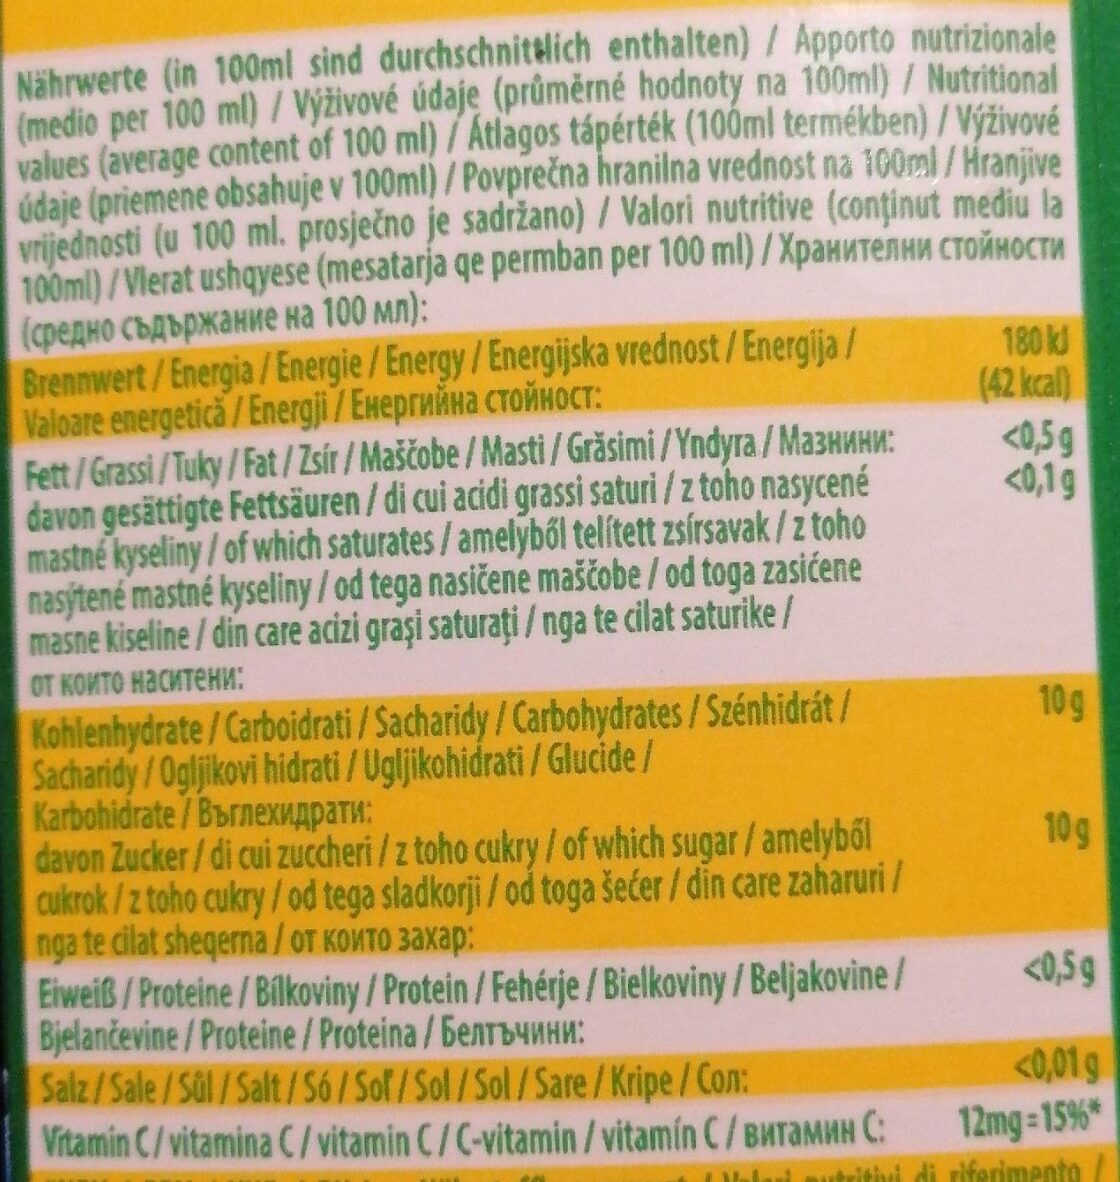 Nährwerte (in 100ml sind durchschnittlich enthalten) / Apporto nutrizionale
(medio per 100 ml) / Výživové údaje (průměrné hodnoty na 100ml) / Nutritional
values (average content of 100 ml) / Átlagos tápérték (100ml termékben) / Výživové
údaje (priemene obsahuje v 100ml) / Povprečna hranilna vrednost na 100ml / Hranjive
vrijednosti (u 100 ml. prosječno je sadržano) / Valori nutritive (conţinut mediu la
100ml) / Vlerat ushqyese (mesatarja qe permban per 100 ml) / Хранителни стойности
(средно съдържание на 100 мл):
Brennwert / Energia / Energie / Energy / Energijska vrednost / Energija / 180 kJ
Valoare energetică / Energji / Енергийна стойност: (42 kcal)
Fett / Grassi / Tuky / Fat / Zsír / Maščobe / Masti / Grăsimi / Yndyra / Мазнини: <0,5 g
davon gesättigte Fettsäuren / di cui acidi grassi saturi / z toho nasycené <0,1 g
mastné kyseliny / of which saturates / amelyből telített zsírsavak / z toho
nasýtené mastné kyseliny / od tega nasičene maščobe / od toga zasićene
masne kiseline / din care acizi graşi saturaţi / nga te cilat saturike /
от които наситени:
Kohlenhydrate / Carboidrati / Sacharidy / Carbohydrates / Szénhidrát / 10 g
Sacharidy / Ogljikovi hidrati / Ugljikohidrati / Glucide /
Karbohidrate / Въглехидрати:
davon Zucker / di cui zuccheri / z toho cukry / of which sugar / amelyből 10 g
cukrok / z toho cukry / od tega sladkorji / od toga šećer / din care zaharuri /
nga te cilat sheqerna / от които захар:
Eiweiß / Proteine / Bílkoviny / Protein / Fehérje / Bielkoviny / Beljakovine / <0,5 g
Bjelančevine / Proteine / Proteina / Белтъчини:
Salz / Sale / Sůl / Salt / Só / Soľ / Sol / Sol / Sare / Kripe / Сол: <0,01 g
Vitamin C / vitamina C / vitamin C / C-vitamin / vitamín C / витамин C: 12mg=15%*
/ Valori nutritivi di riferimento /